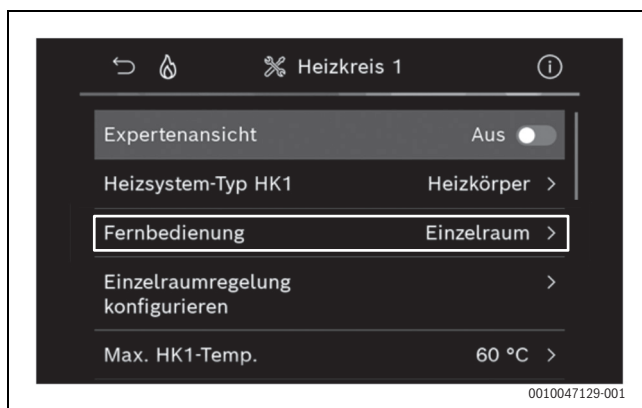 Heizkreis 1
Expertenansicht Aus
Heizsystem-Typ HK1 Heizkörper >
Fernbedienung Einzelraum >
Einzelraumregelung >
konfigurieren
Max. HK1-Temp. 60 °C >
0010047129-001